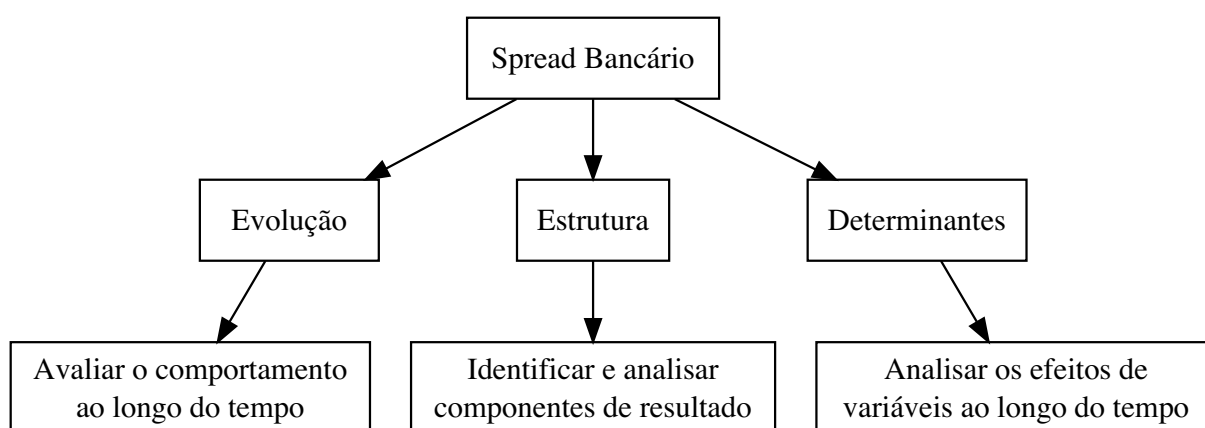 Spread Bancário
Evolução
Estrutura
Determinantes
Avaliar o comportamento
ao longo do tempo
Identificar e analisar
componentes de resultado
Analisar os efeitos de
variáveis ao longo do tempo